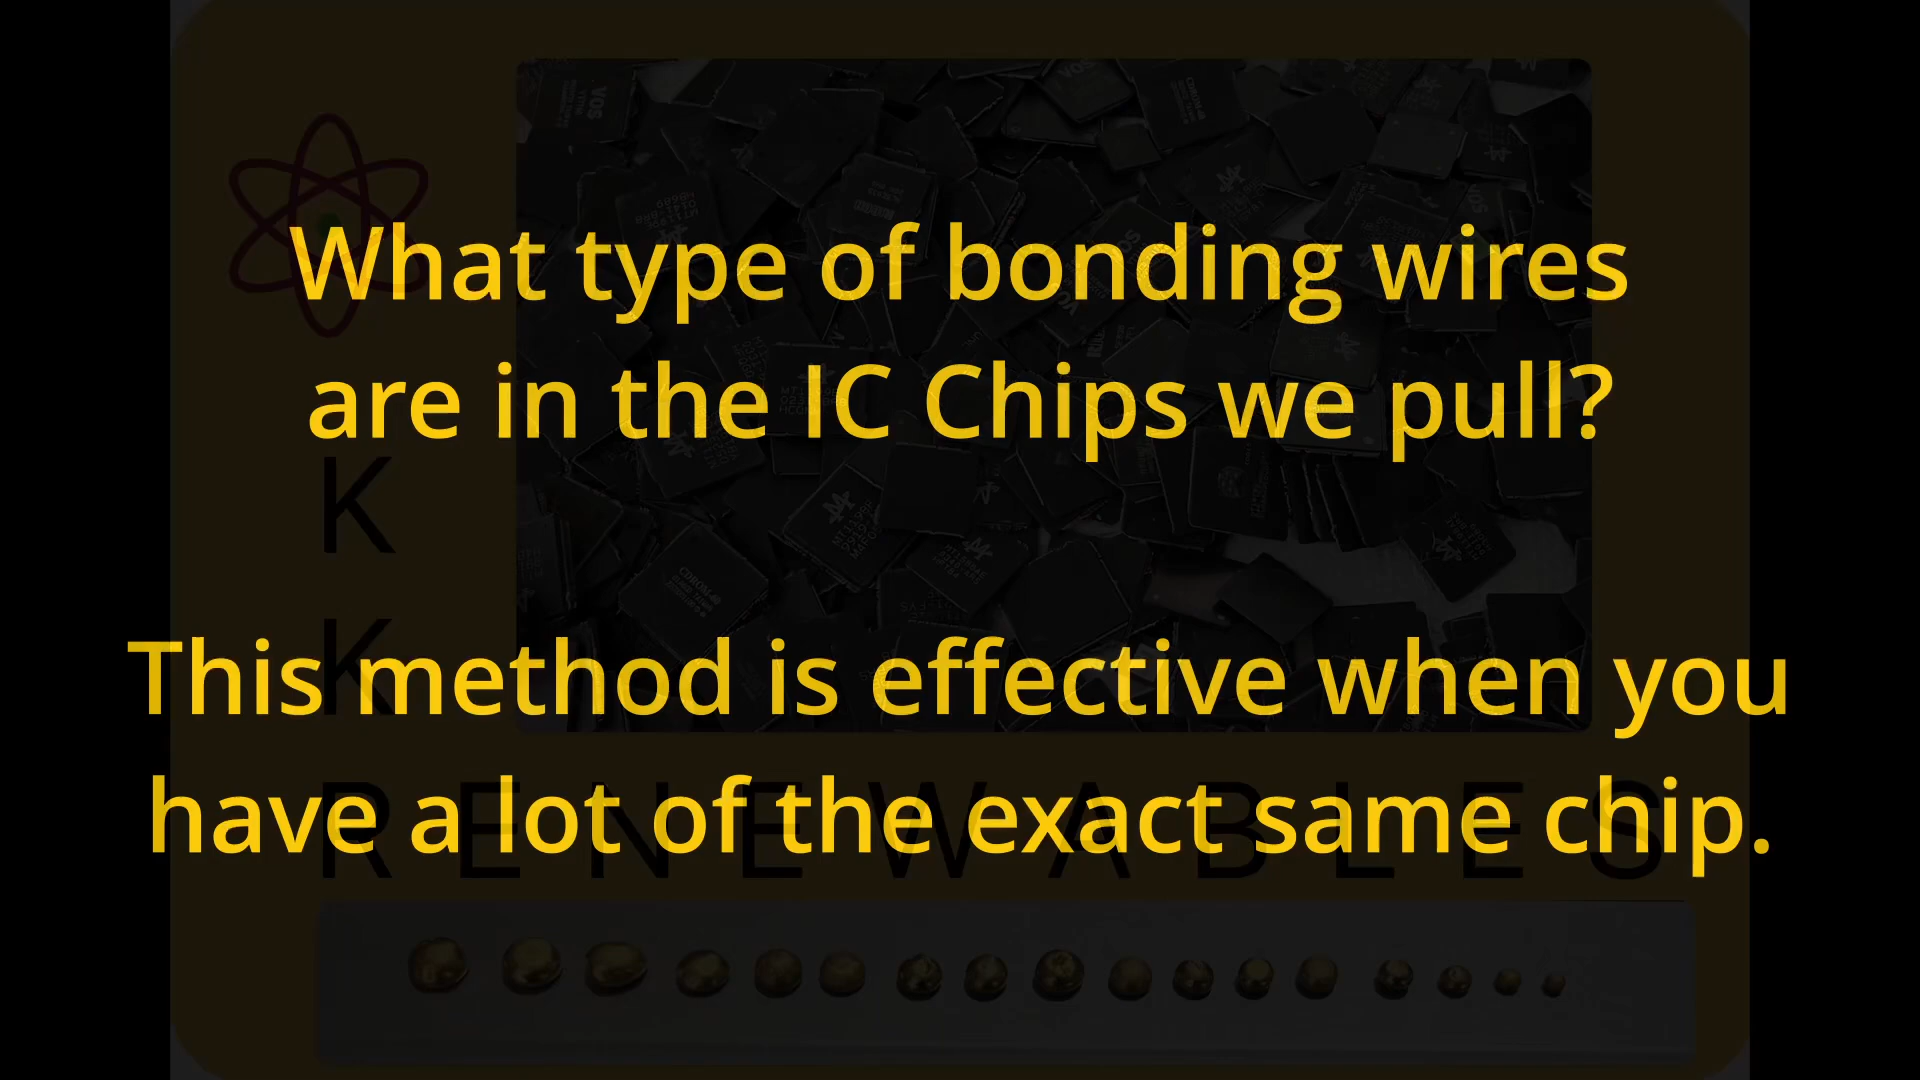 What type of bonding wires
are in the IC Chips we pull?
K
K
This method is effective when you
have a lot of the exact same chip.
RENEWABLES